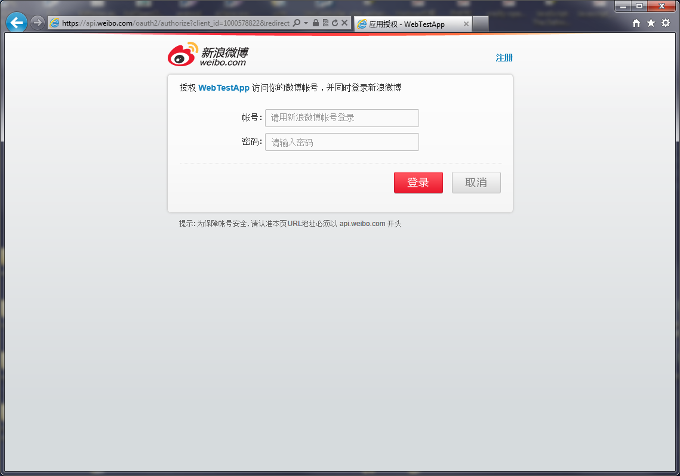 https://api.weibo.com/oauth2/authorize?client_id=1000578822&redirect
应用授权 - WebTestApp
新浪微博
weibo.com
注册
授权 WebTestApp 访问你的微博帐号，并同时登录新浪微博
帐号: 请用新浪微博帐号登录
密码: 请输入密码
登录 取消
提示: 为保障帐号安全, 请认准本页URL地址必须以 api.weibo.com 开头